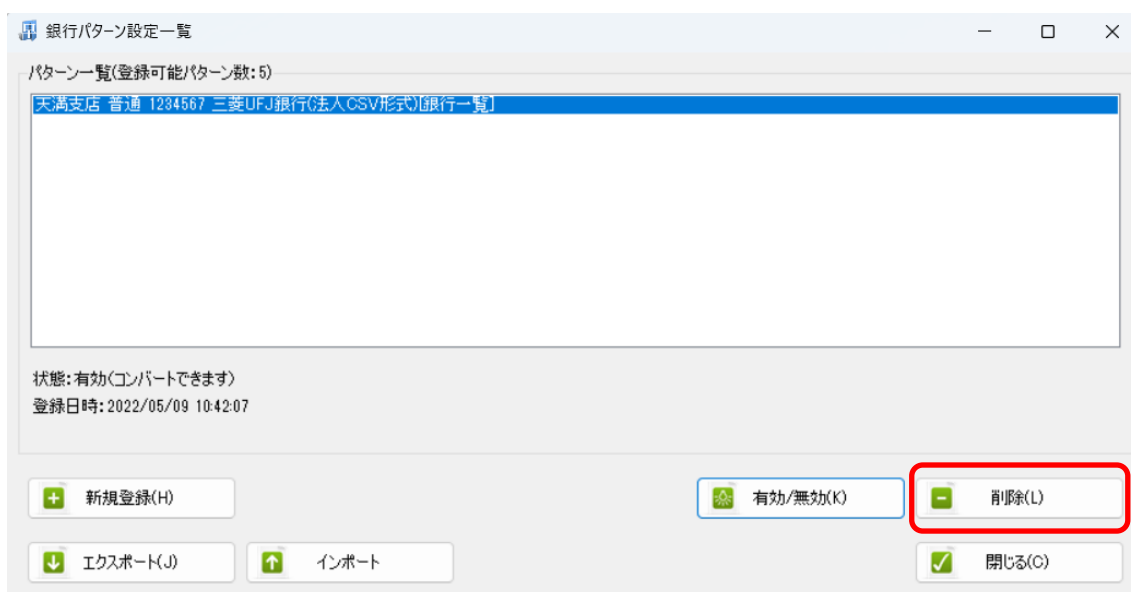 銀行パターン設定一覧
パターン一覧(登録可能パターン数:5)
天満支店 普通 1234567 三菱UFJ銀行(法人CSV形式)[銀行一覧]
状態:有効(コンバートできます)
登録日時:2022/05/09 10:42:07
新規登録(H)
有効/無効(K)
削除(L)
エクスポート(J)
インポート
閉じる(C)